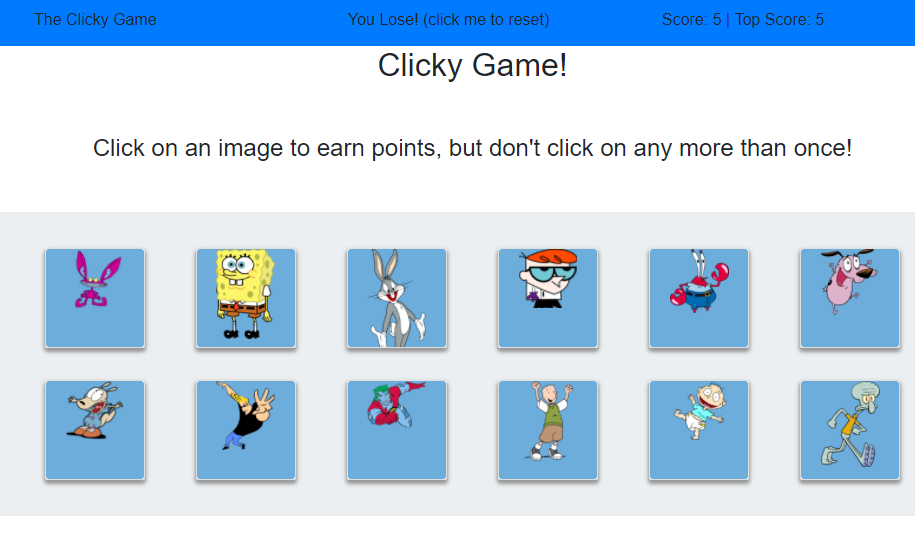 The Clicky Game
You Lose! (click me to reset)
Score: 5 | Top Score: 5
Clicky Game!
Click on an image to earn points, but don't click on any more than once!